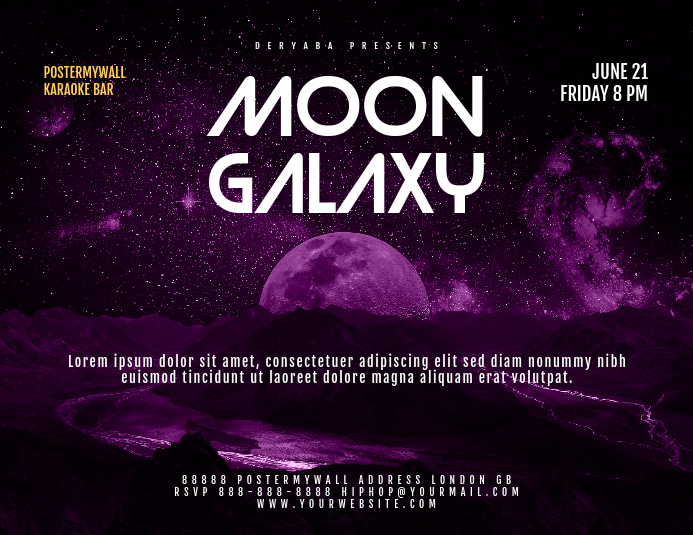 DERYABA PRESENTS
POSTERMYWALL
KARAOKE BAR
JUNE 21
FRIDAY 8 PM
MOON
GALAXY
Lorem ipsum dolor sit amet, consectetuer adipiscing elit sed diam nonummy nibh
euismod tincidunt ut laoreet dolore magna aliquam erat volutpat.
88888 POSTERMYWALL ADDRESS LONDON GB
RSVP 888-888-8888 HIPHOP@YOURMAIL.COM
WWW.YOURWEBSITE.COM